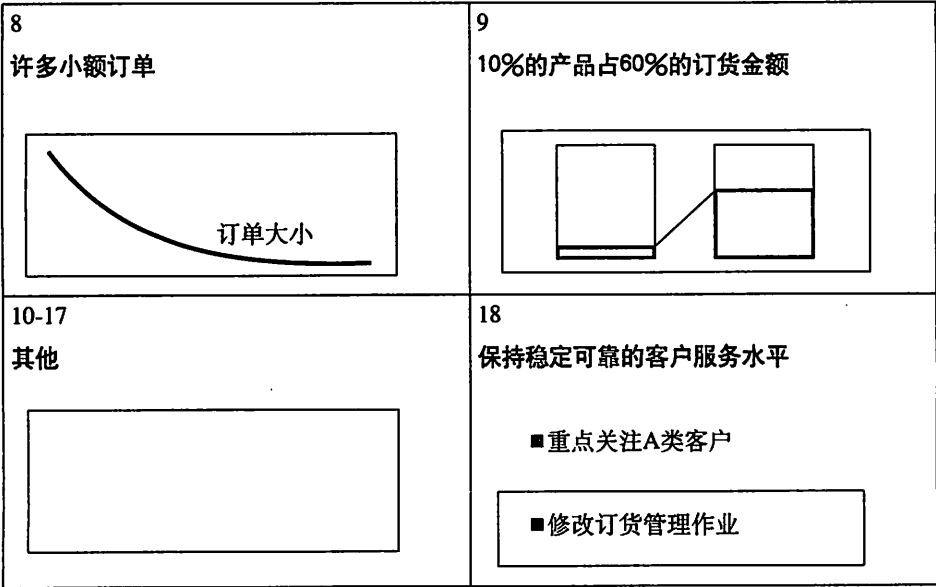 8
许多小额订单
订单大小
9
10%的产品占60%的订货金额
10-17
其他
18
保持稳定可靠的客户服务水平
■重点关注A类客户
■修改订货管理作业